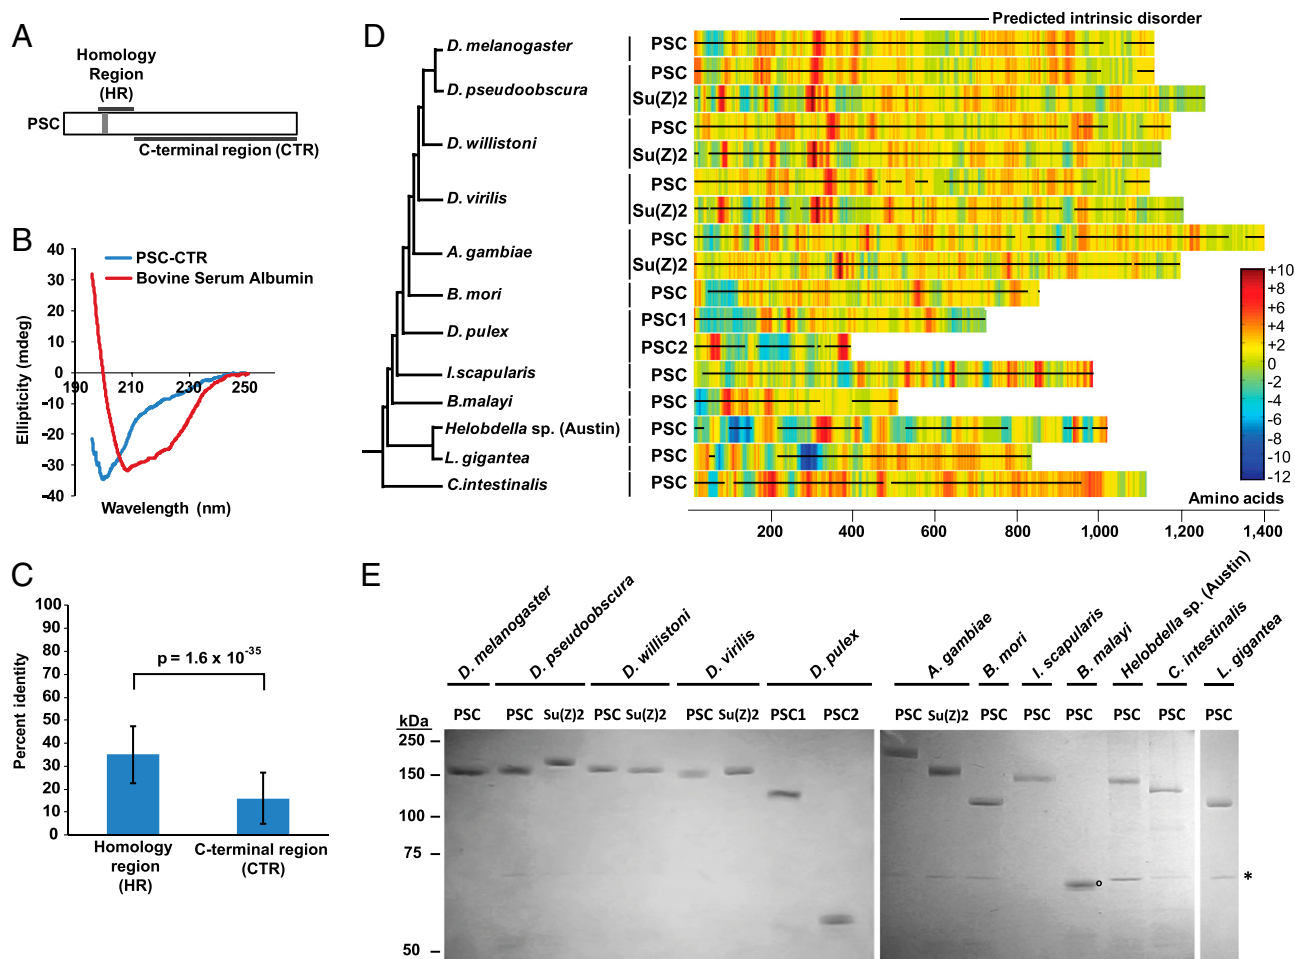 A
Homology
Region
(HR)
PSC
C-terminal region (CTR)
B
40
30
20
10
0
-10
-20
-30
-40
PSC-CTR
Bovine Serum Albumin
190
210
230
250
Ellipticity (mdeg)
Wavelength (nm)
C
100
90
80
70
60
50
40
30
20
10
0
Percent identity
p = 1.6 x 10-35
Homology
region
(HR)
C-terminal region
(CTR)
D
Predicted intrinsic disorder
D. melanogaster
D. pseudoobscura
D. willistoni
D. virilis
A. gambiae
B. mori
D. pulex
I.scapularis
B.malayi
Helobdella sp. (Austin)
L. gigantea
C.intestinalis
PSC
PSC
Su(Z)2
PSC
Su(Z)2
PSC
Su(Z)2
PSC
Su(Z)2
PSC
PSC1
PSC2
PSC
PSC
PSC
PSC
PSC
+10
+8
+6
+4
+2
0
-2
-4
-6
-8
-10
-12
Amino acids
200
400
600
800
1,000
1,200
1,400
E
D. melanogaster
D. pseudoobscura
D. willistoni
D. virilis
D. pulex
A. gambiae
B. mori
I. scapularis
B. malayi
Helobdella sp. (Austin)
C. intestinalis
L. gigantea
kDa
PSC
PSC
Su(Z)2
PSC
Su(Z)2
PSC
Su(Z)2
PSC1
PSC2
PSC
Su(Z)2
PSC
PSC
PSC
PSC
PSC
PSC
250
150
100
75
50
*